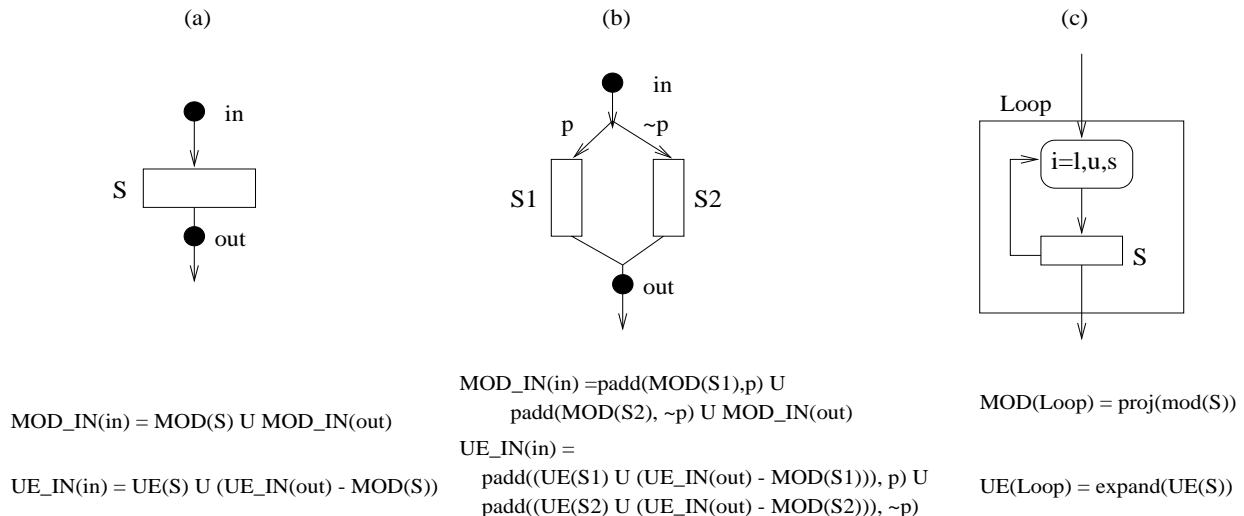 (a)
in
S
out
MOD_IN(in) = MOD(S) U MOD_IN(out)
UE_IN(in) = UE(S) U (UE_IN(out) - MOD(S))
(b)
in
p
~p
S1
S2
out
MOD_IN(in) =padd(MOD(S1),p) U
padd(MOD(S2), ~p) U MOD_IN(out)
UE_IN(in) =
padd((UE(S1) U (UE_IN(out) - MOD(S1))), p) U
padd((UE(S2) U (UE_IN(out) - MOD(S2))), ~p)
(c)
Loop
i=l,u,s
S
MOD(Loop) = proj(mod(S))
UE(Loop) = expand(UE(S))